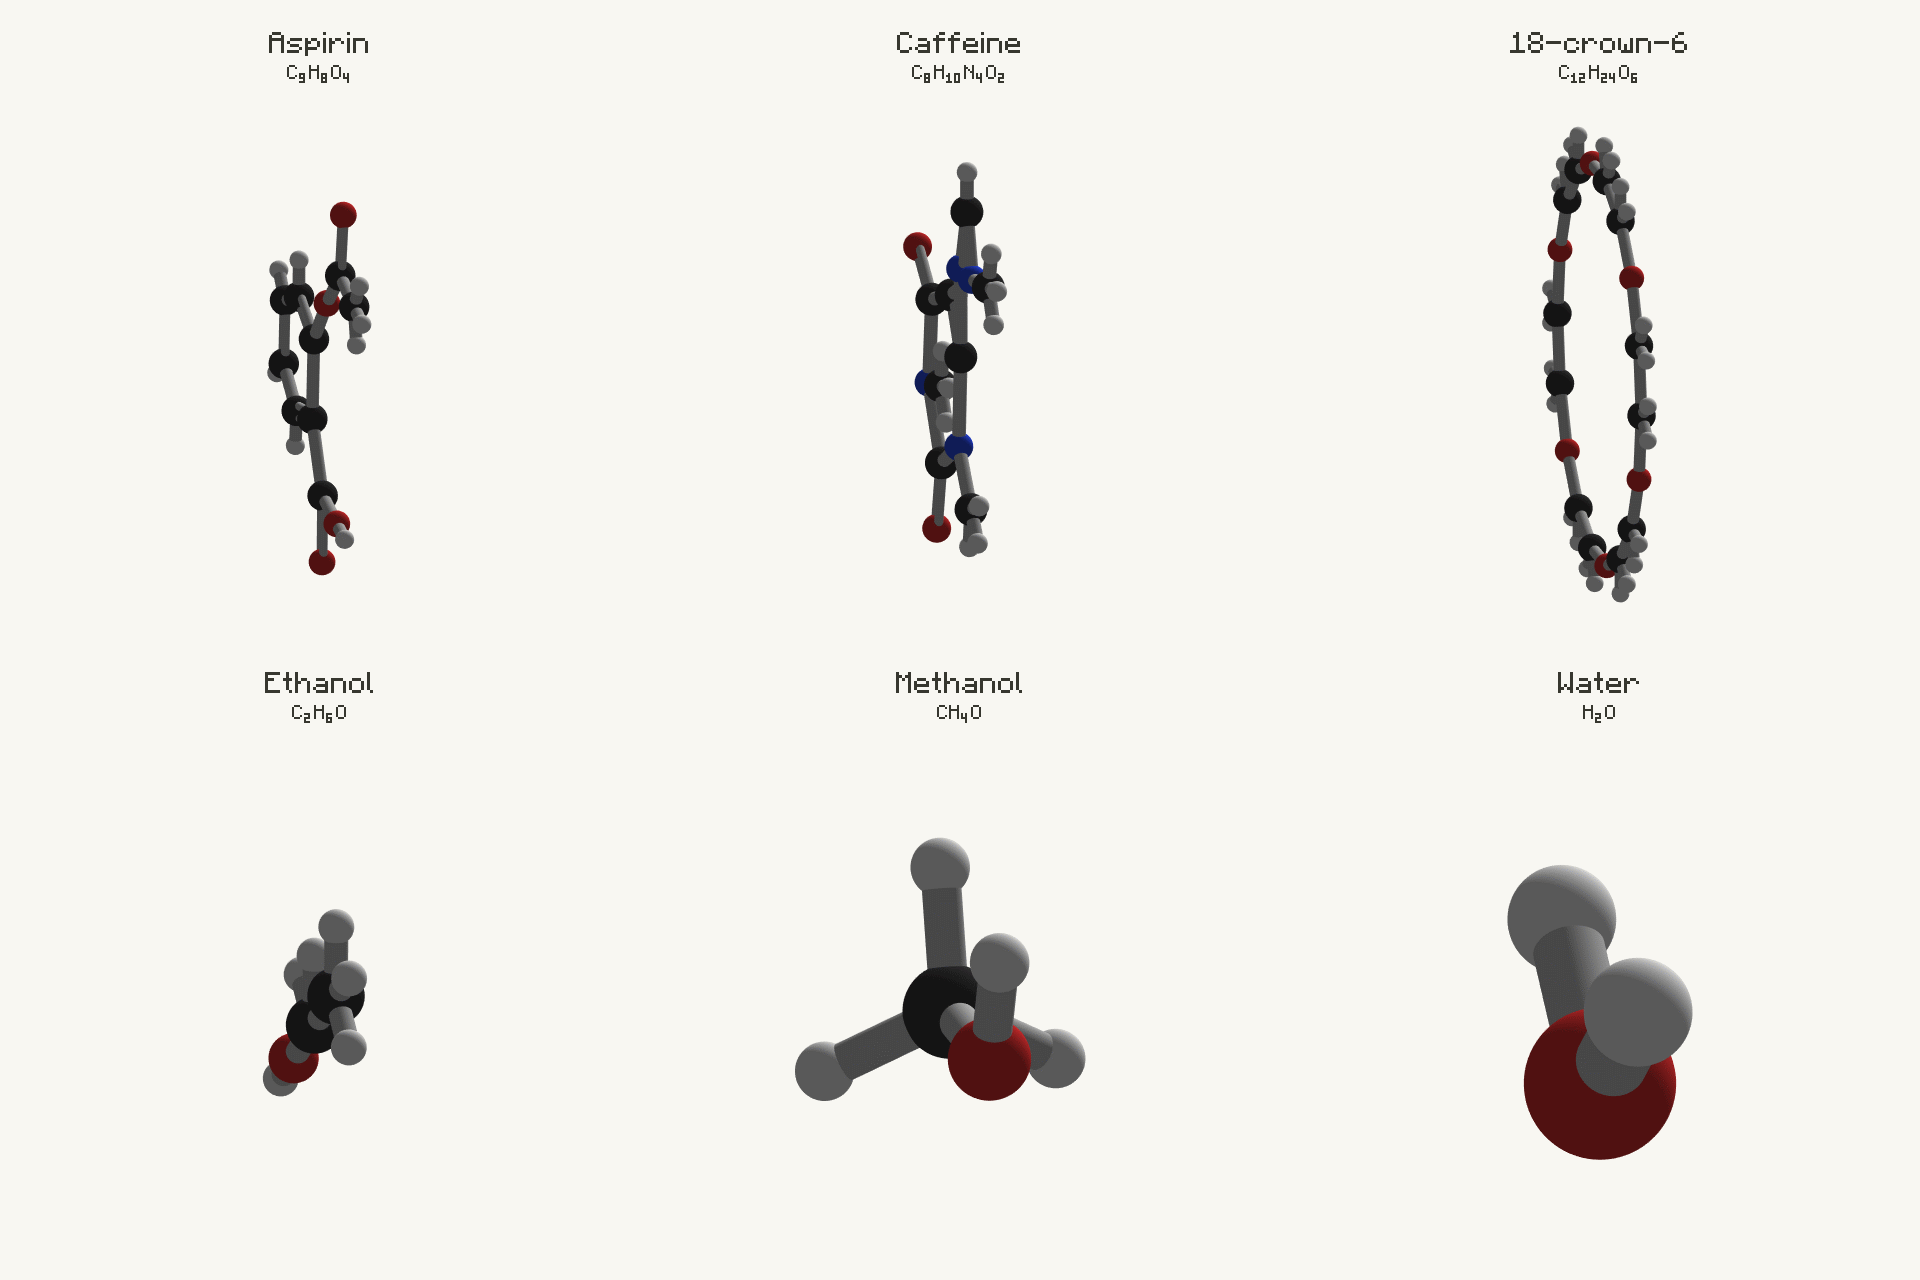 Aspirin
C₉H₈O₄
Caffeine
C₈H₁₀N₄O₂
18-crown-6
C₁₂H₂₄O₆
Ethanol
C₂H₆O
Methanol
CH₄O
Water
H₂O